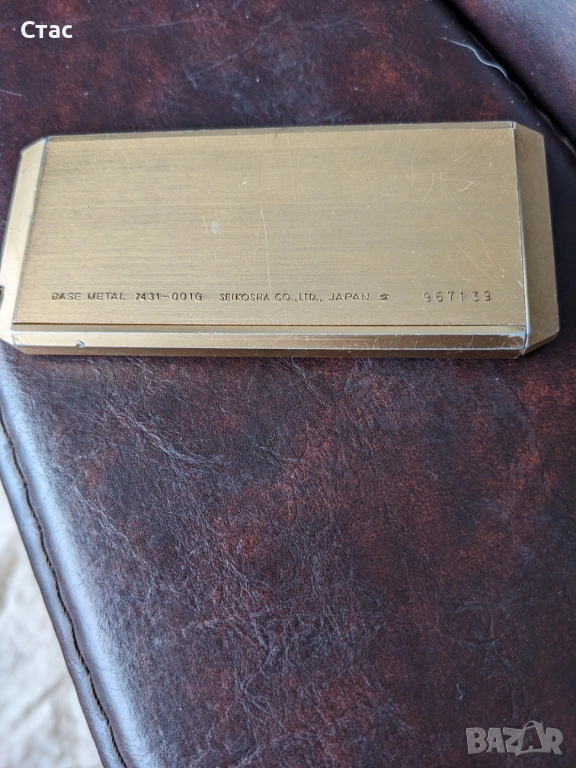 Стас
BASE METAL 7431-001G SEIKOSHA CO.,LTD., JAPAN 967139
BAZAR